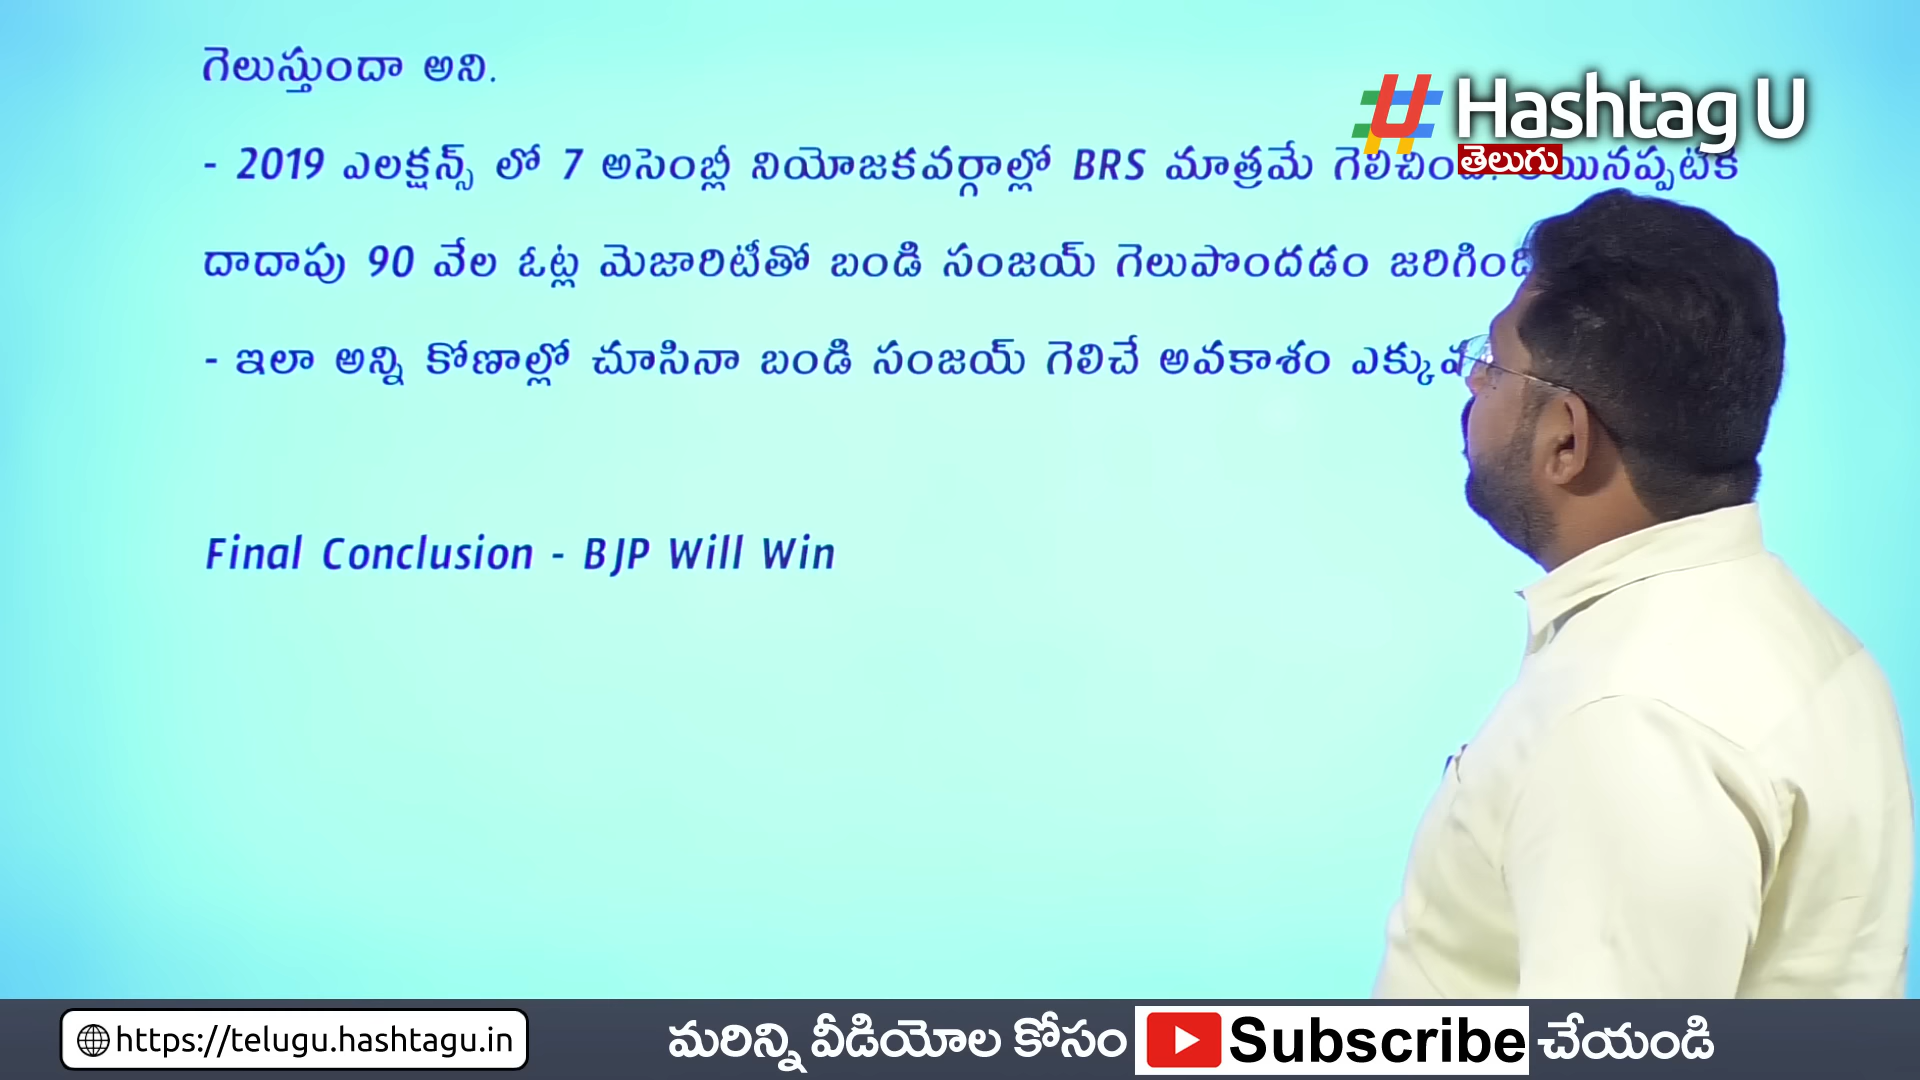 గెలుస్తుందా అని.
Hashtag U
తెలుగు
- 2019 ఎలక్షన్స్ లో 7 అసెంబ్లీ నియోజకవర్గాల్లో BRS మాత్రమే
దాదాపు 90 వేల ఓట్ల మెజారిటీతో బండి సంజయ్ గెలుపొందడం
- ఇలా అన్ని కోణాల్లో చూసినా బండి సంజయ్ గెలిచే అవకాశం
Final Conclusion - BJP Will Win
https://telugu.hashtagu.in
మరిన్ని వీడియోల కోసం Subscribe చేయండి